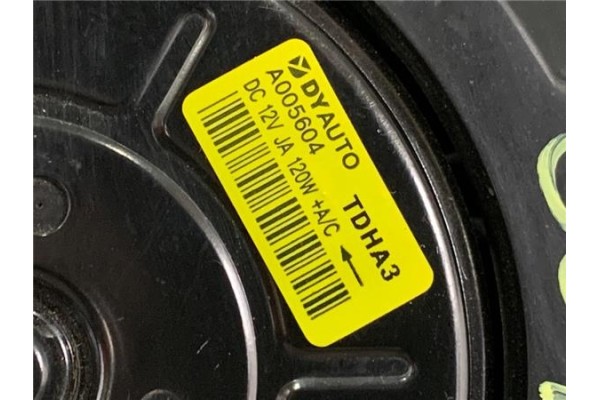 DYAUTO
A005604 TDHA3
DC 12V JA 120W +A/C